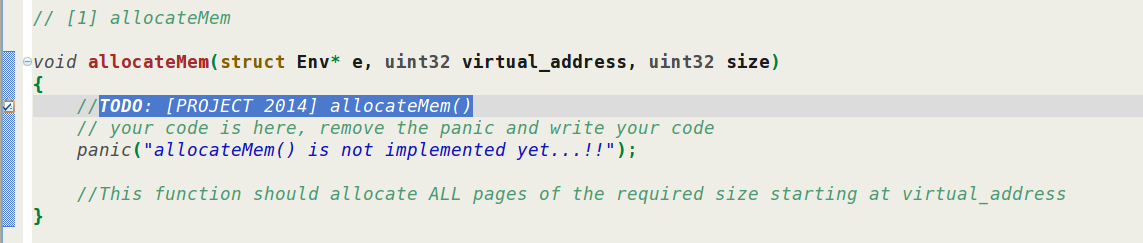 // [1] allocateMem
void allocateMem(struct Env* e, uint32 virtual_address, uint32 size)
{
//TODO: [PROJECT 2014] allocateMem()
// your code is here, remove the panic and write your code
panic("allocateMem() is not implemented yet...!!");
//This function should allocate ALL pages of the required size starting at virtual_address
}